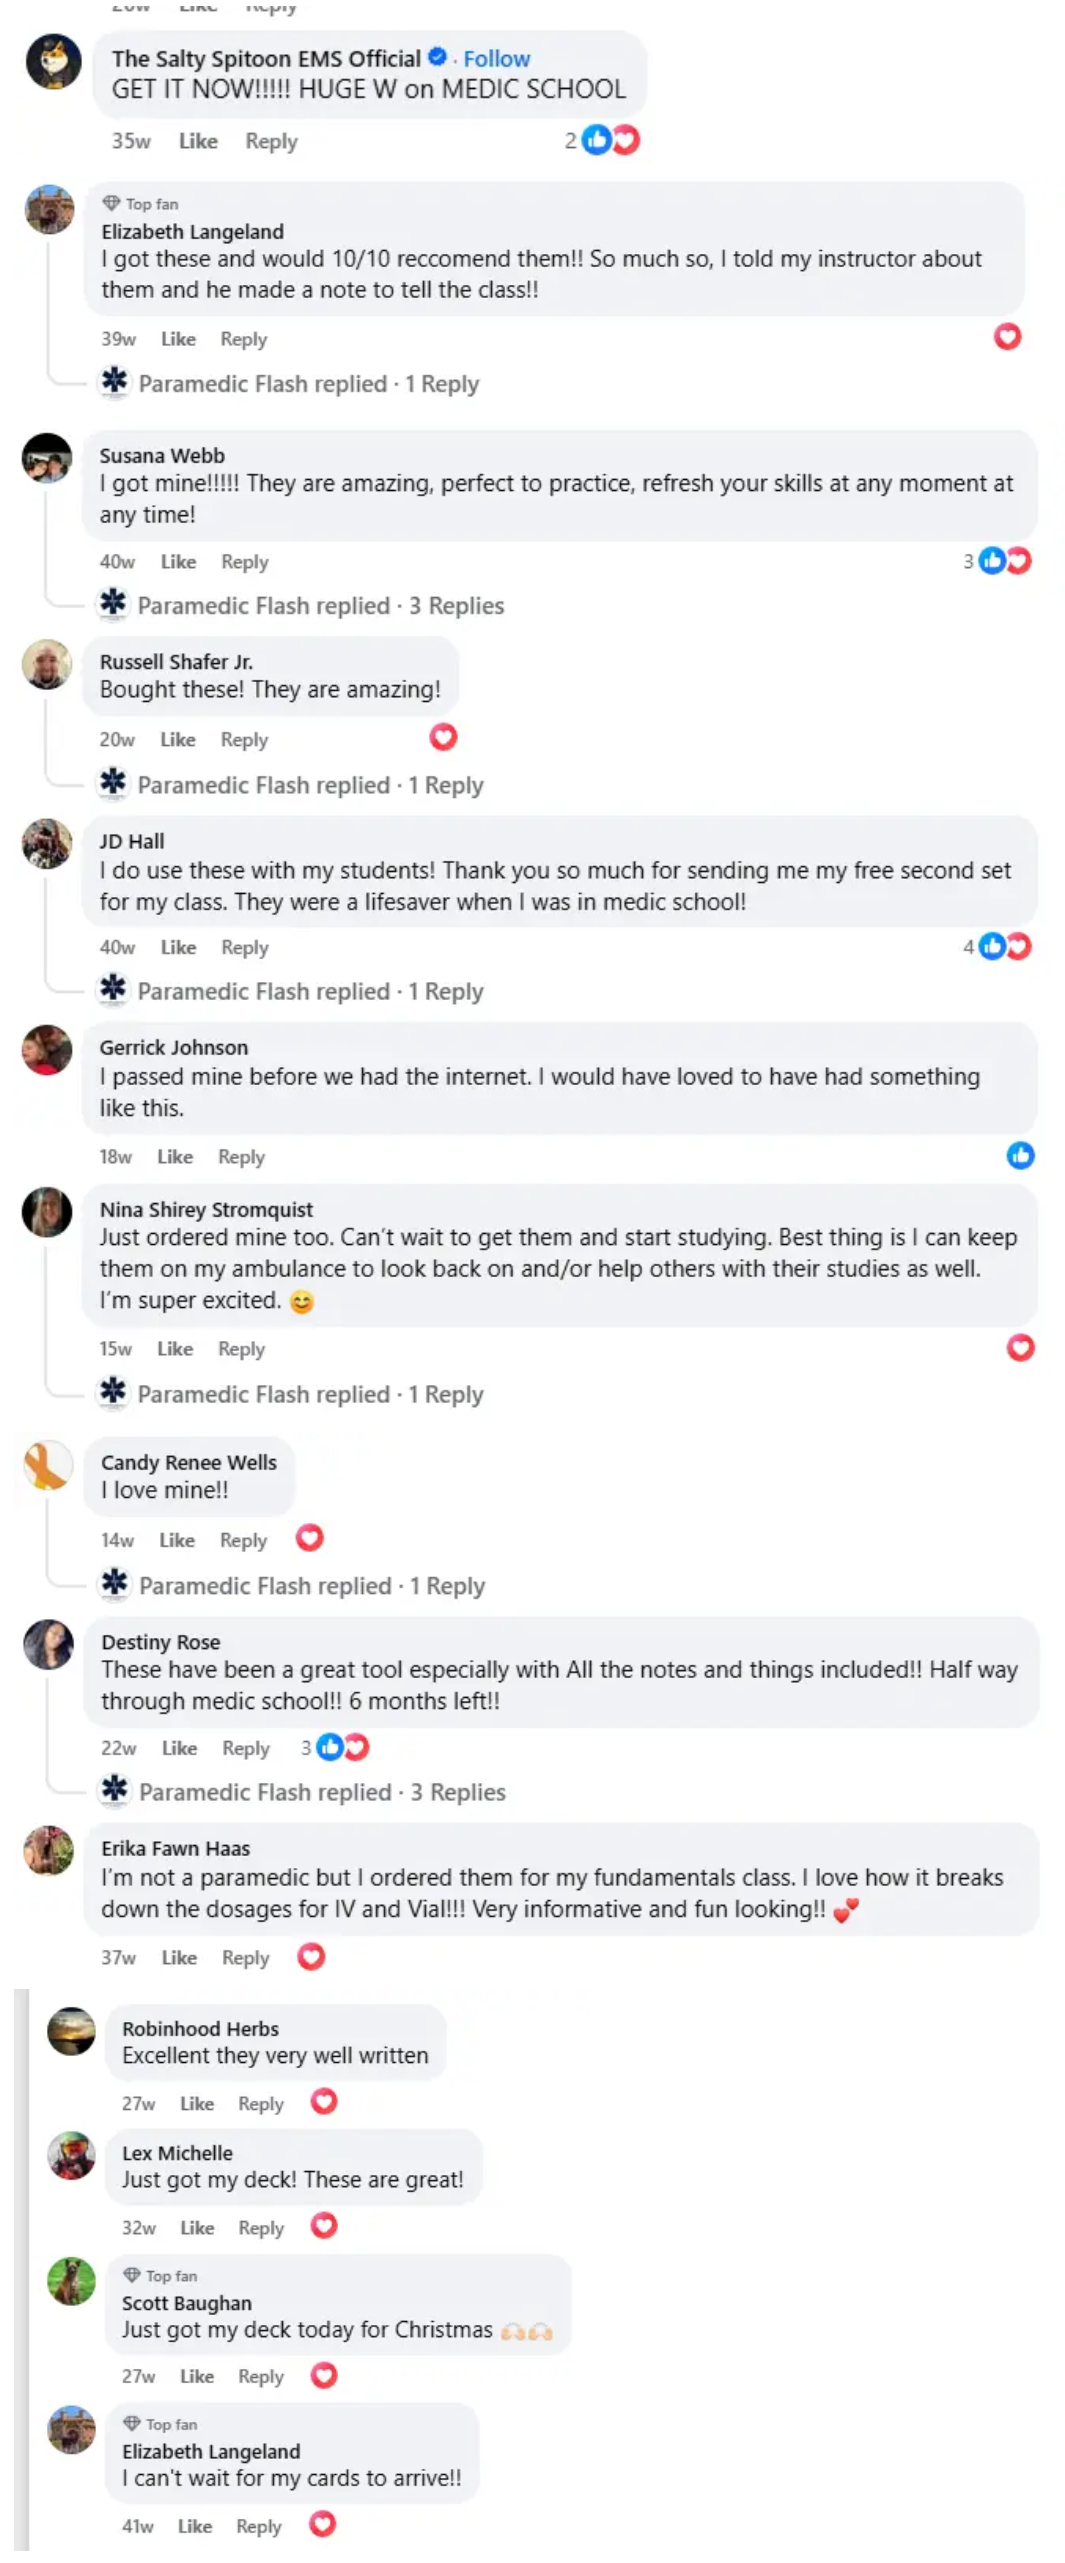 20w Like Reply
The Salty Spitoon EMS Official · Follow
GET IT NOW!!!!! HUGE W on MEDIC SCHOOL
35w Like Reply 2
Top fan
Elizabeth Langeland
I got these and would 10/10 reccomend them!! So much so, I told my instructor about
them and he made a note to tell the class!!
39w Like Reply
Paramedic Flash replied · 1 Reply
Susana Webb
I got mine!!!!! They are amazing, perfect to practice, refresh your skills at any moment at
any time!
40w Like Reply 3
Paramedic Flash replied · 3 Replies
Russell Shafer Jr.
Bought these! They are amazing!
20w Like Reply
Paramedic Flash replied · 1 Reply
JD Hall
I do use these with my students! Thank you so much for sending me my free second set
for my class. They were a lifesaver when I was in medic school!
40w Like Reply 4
Paramedic Flash replied · 1 Reply
Gerrick Johnson
I passed mine before we had the internet. I would have loved to have had something
like this.
18w Like Reply
Nina Shirey Stromquist
Just ordered mine too. Can't wait to get them and start studying. Best thing is I can keep
them on my ambulance to look back on and/or help others with their studies as well.
I'm super excited. 😊
15w Like Reply
Paramedic Flash replied · 1 Reply
Candy Renee Wells
I love mine!!
14w Like Reply
Paramedic Flash replied · 1 Reply
Destiny Rose
These have been a great tool especially with All the notes and things included!! Half way
through medic school!! 6 months left!!
22w Like Reply 3
Paramedic Flash replied · 3 Replies
Erika Fawn Haas
I'm not a paramedic but I ordered them for my fundamentals class. I love how it breaks
down the dosages for IV and Vial!!! Very informative and fun looking!! 💕
37w Like Reply
Robinhood Herbs
Excellent they very well written
27w Like Reply
Lex Michelle
Just got my deck! These are great!
32w Like Reply
Top fan
Scott Baughan
Just got my deck today for Christmas 🙌🏻🙌🏻
27w Like Reply
Top fan
Elizabeth Langeland
I can't wait for my cards to arrive!!
41w Like Reply